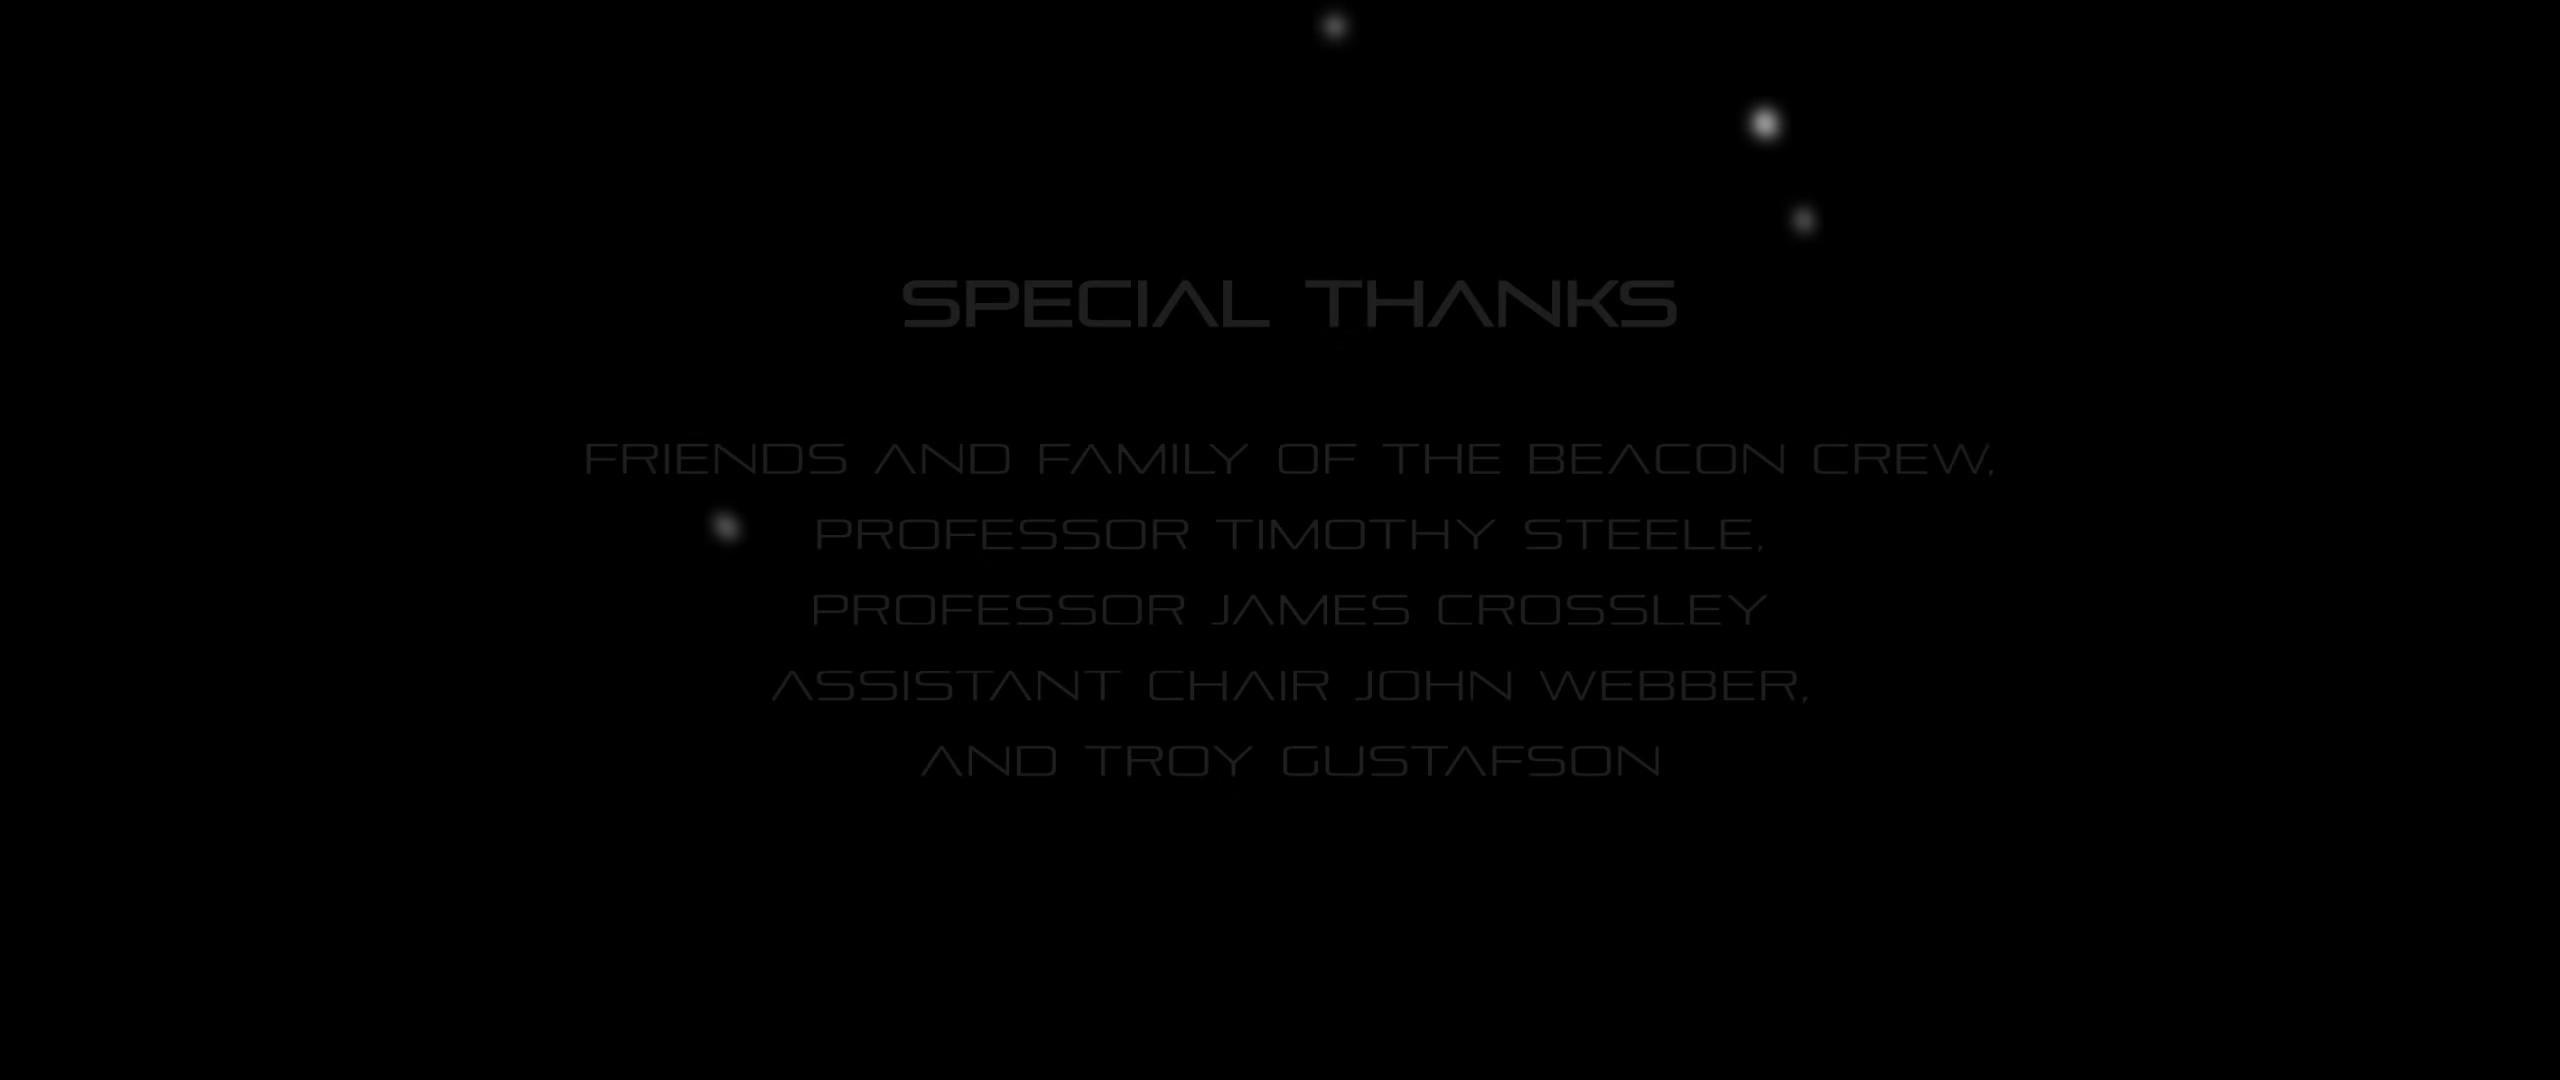 SPECIAL THANKS
FRIENDS AND FAMILY OF THE BEACON CREW,
PROFESSOR TIMOTHY STEELE,
PROFESSOR JAMES CROSSLEY
ASSISTANT CHAIR JOHN WEBBER,
AND TROY GUSTAFSON